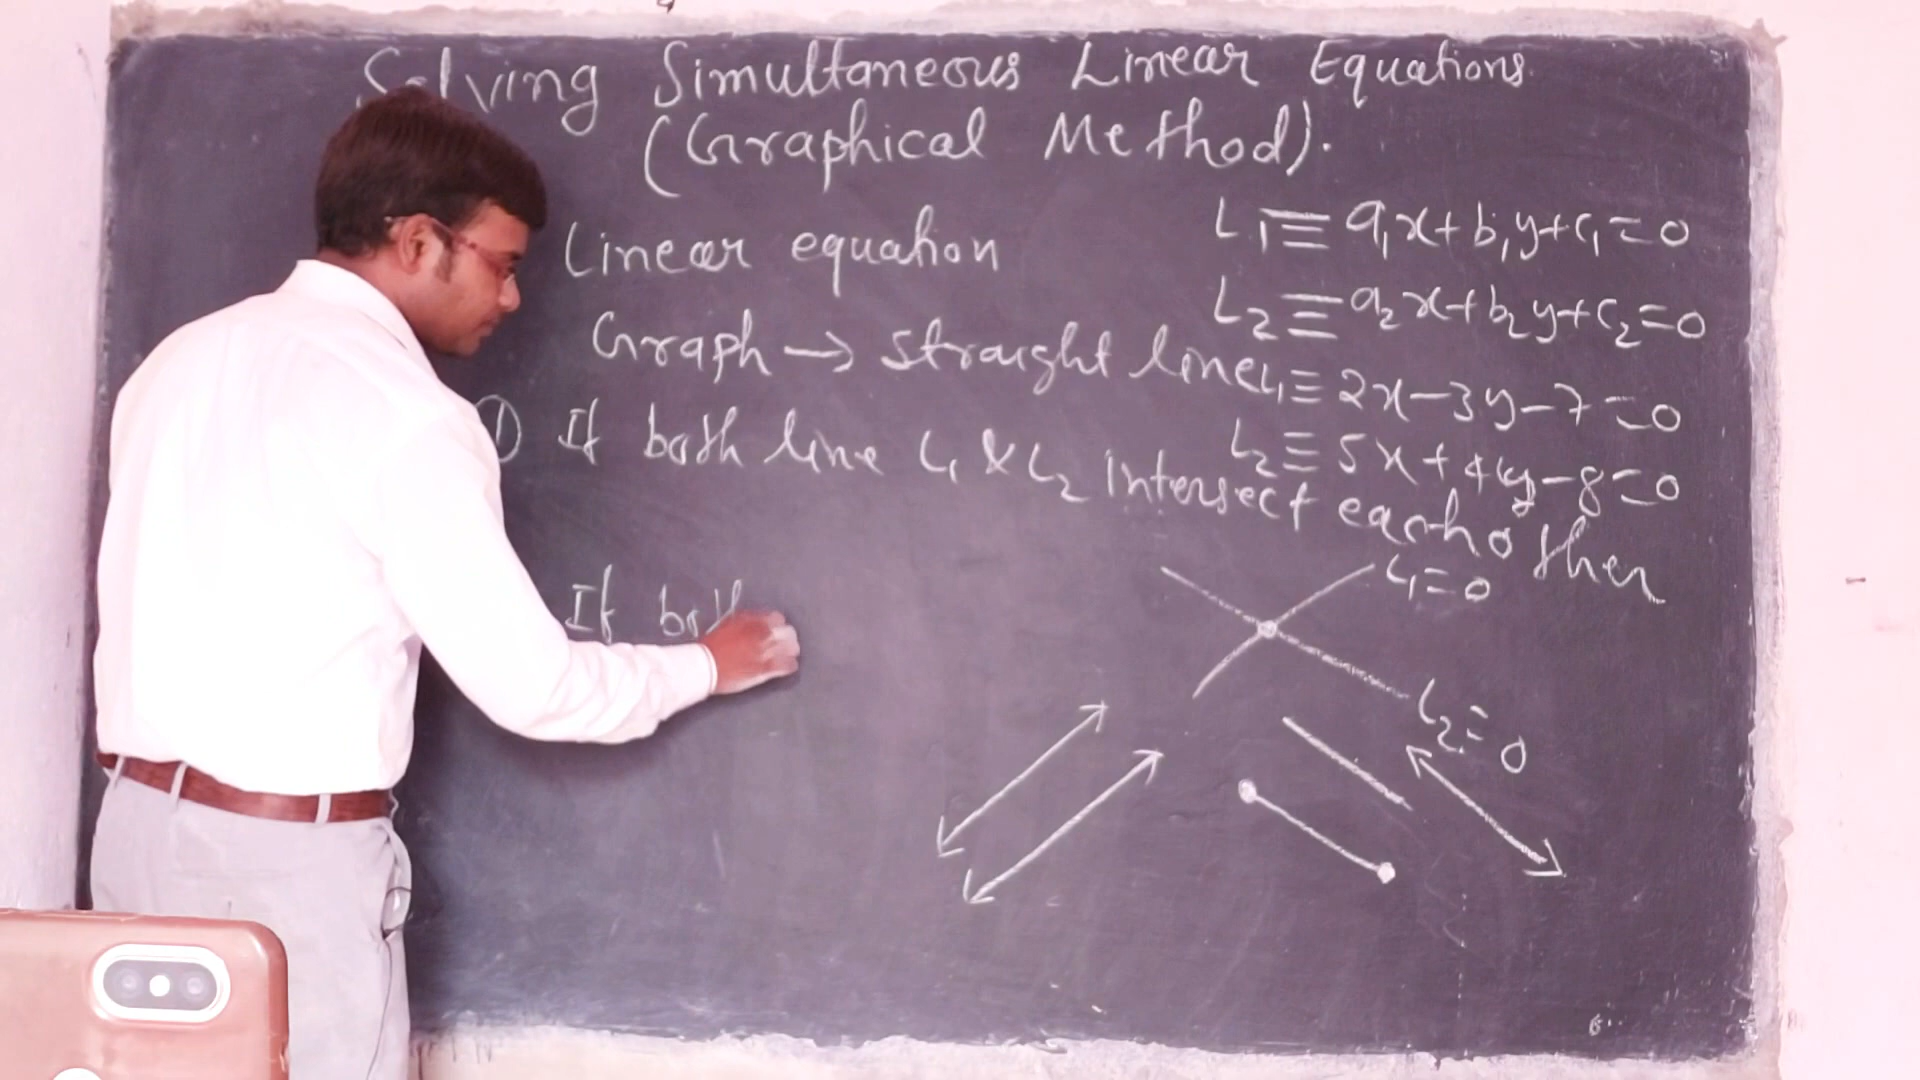 Solving Simultaneous Linear Equations
(Graphical Method).
Linear equation
L₁≡ a₁x+b₁y+c₁=0
L₂≡ a₂x+b₂y+c₂=0
Graph → straight line
L₁≡ 2x-3y-7=0
L₂≡ 5x+4y-8=0
① If both line L₁ & L₂ intersect each other
L₁=0
If both
L₂=0